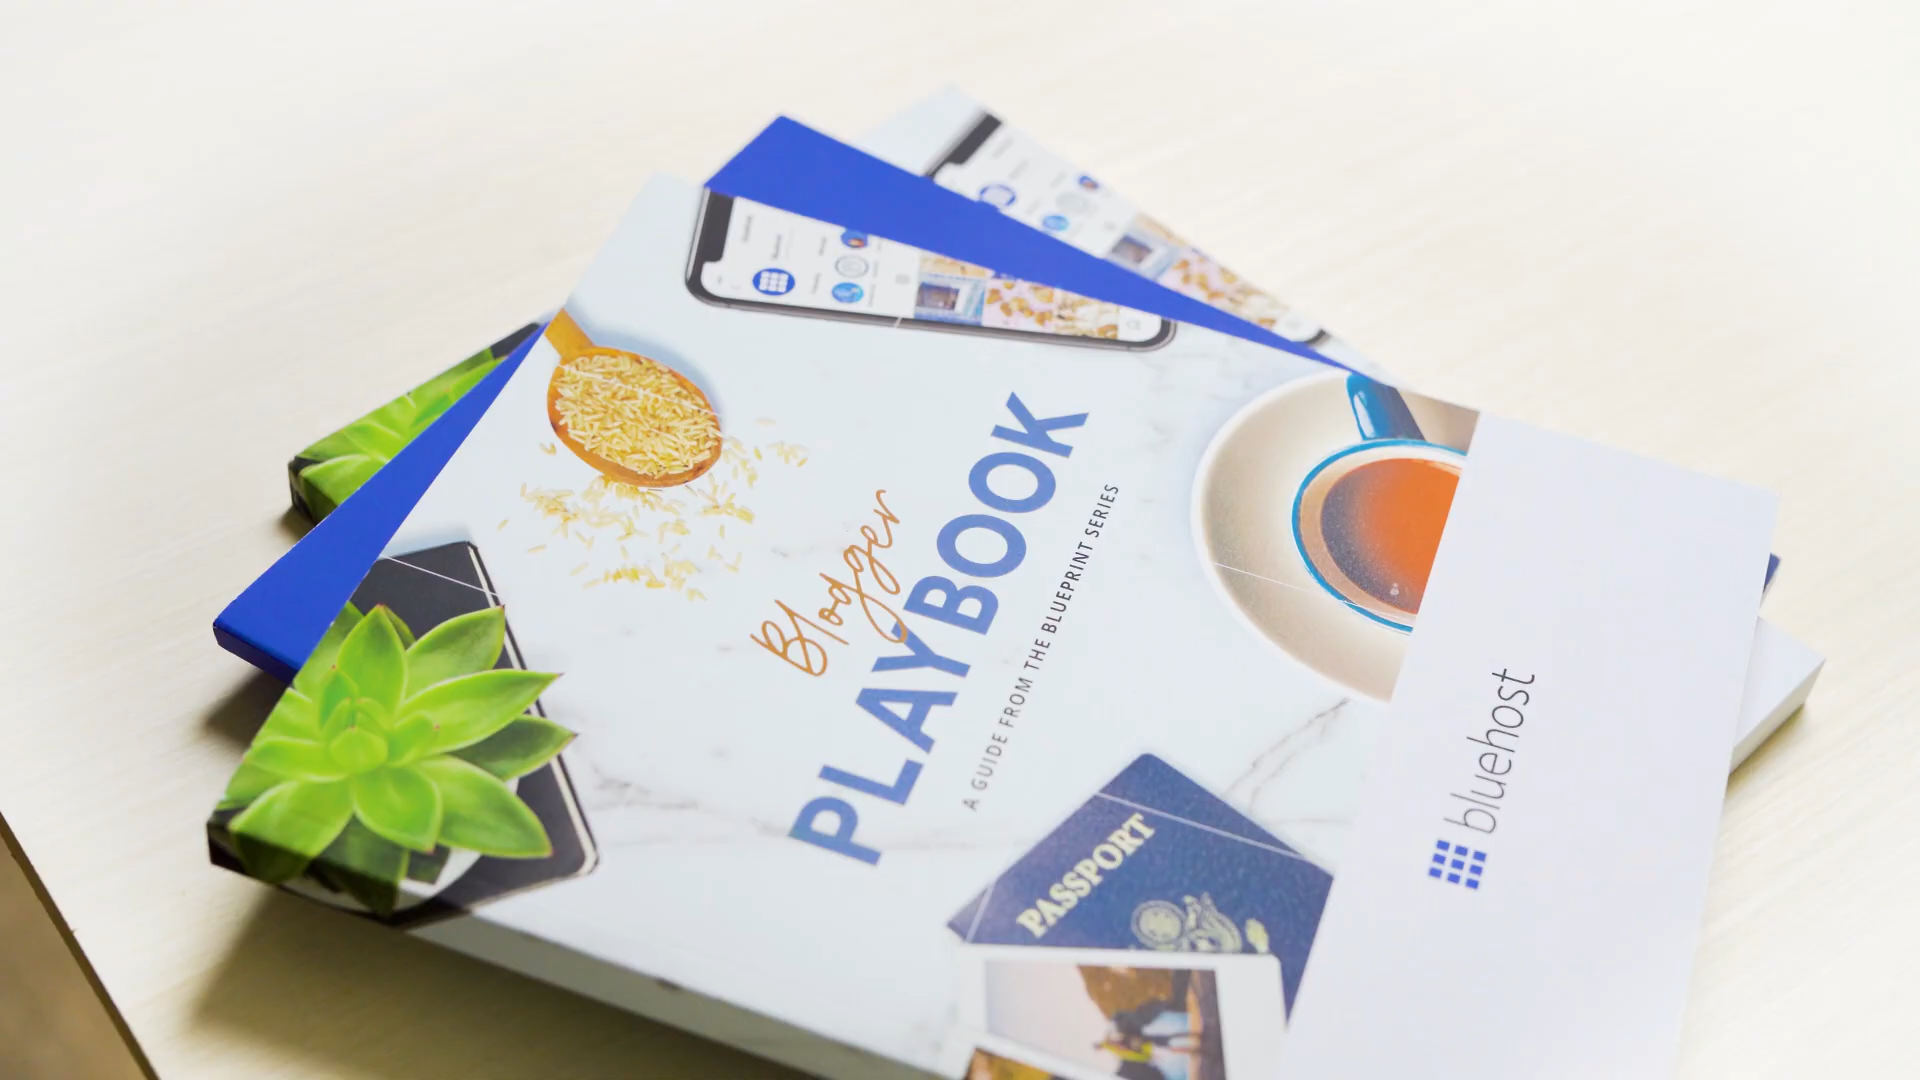 Blogger
PLAYBOOK
A GUIDE FROM THE BLUEPRINT SERIES
bluehost
PASSPORT